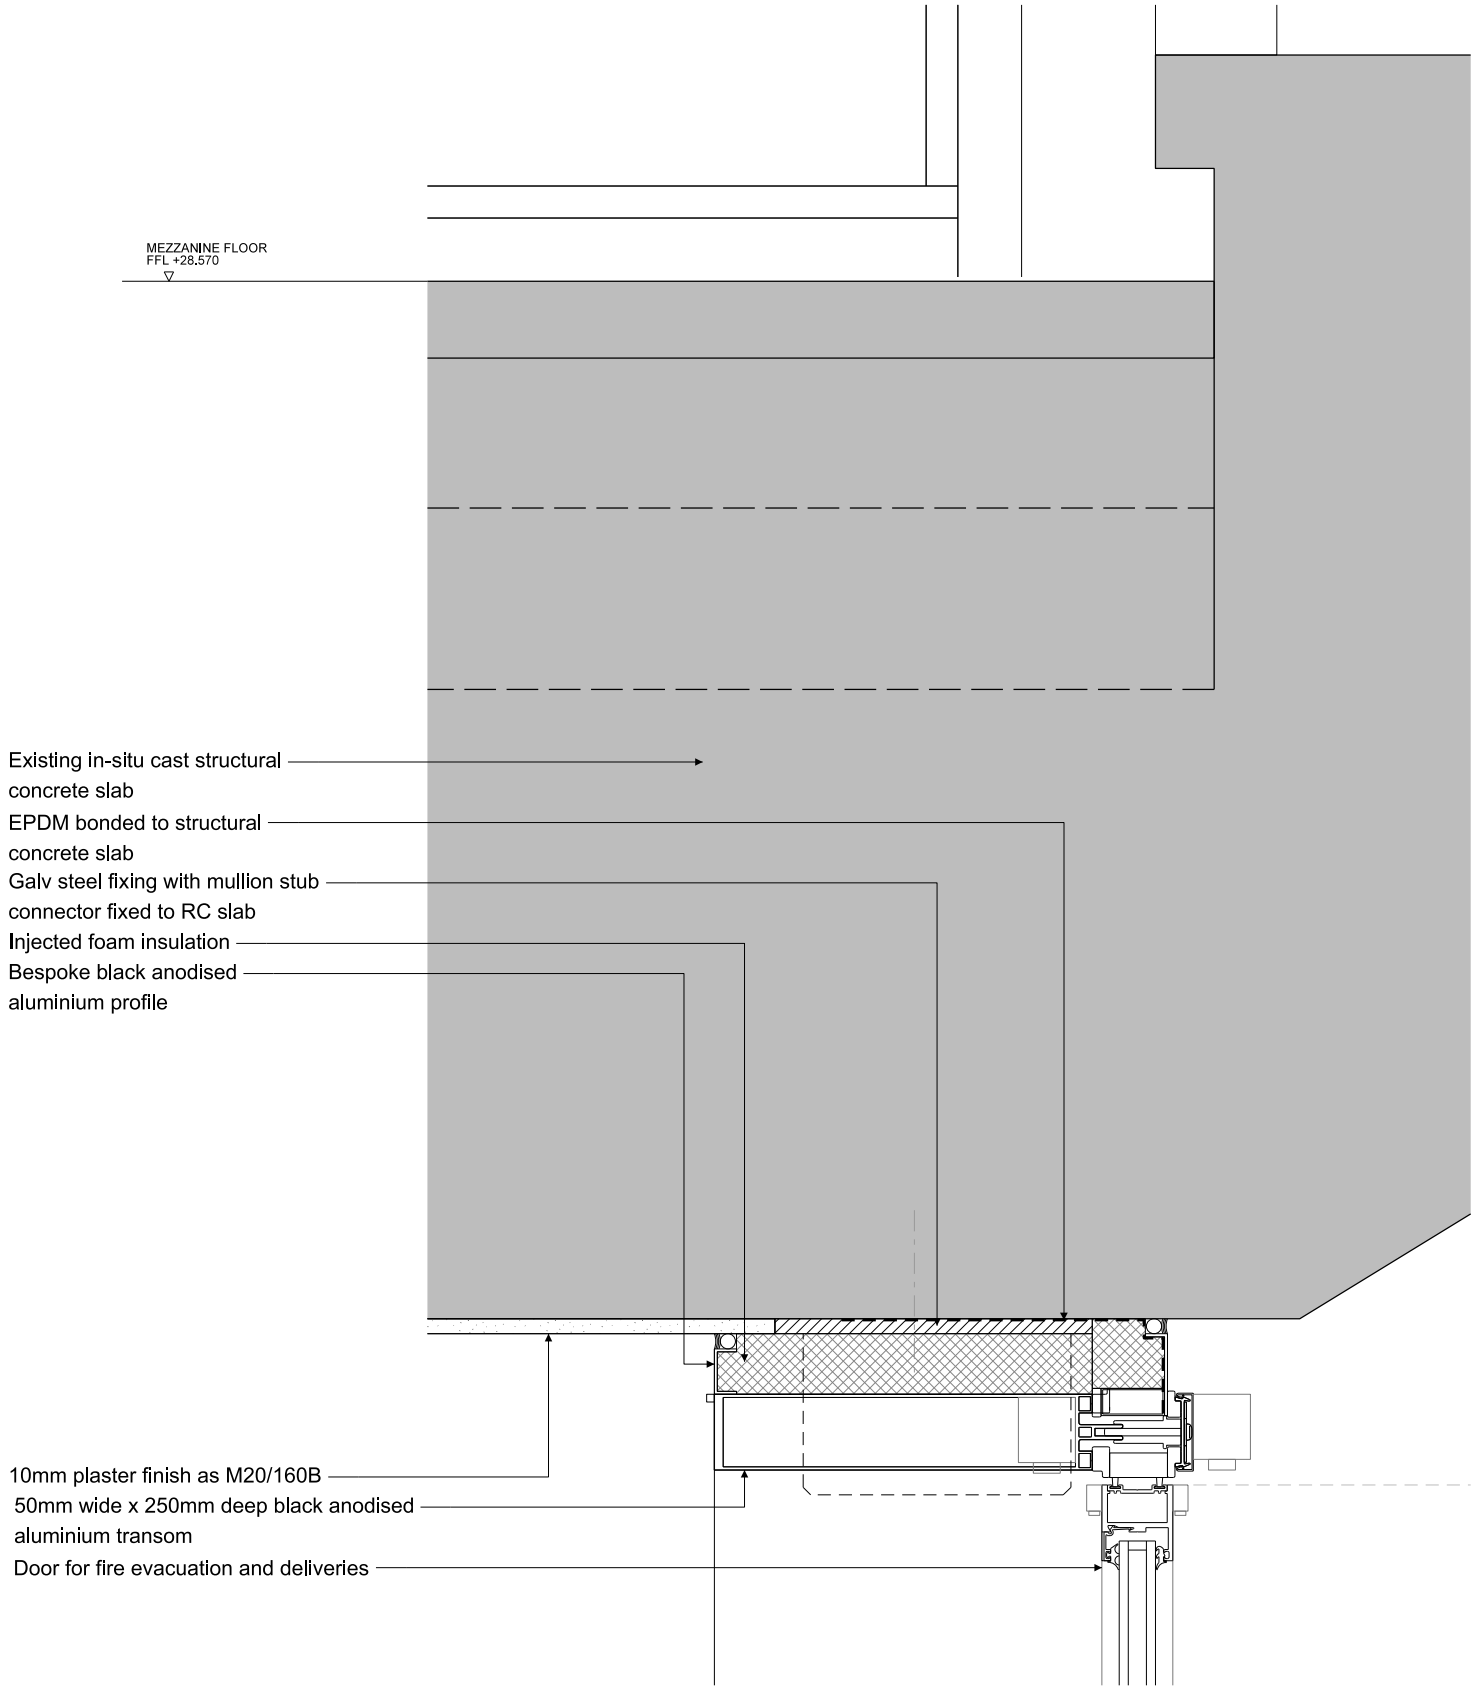 MEZZANINE FLOOR
FFL +28.570
Existing in-situ cast structural
concrete slab
EPDM bonded to structural
concrete slab
Galv steel fixing with mullion stub
connector fixed to RC slab
Injected foam insulation
Bespoke black anodised
aluminium profile
10mm plaster finish as M20/160B
50mm wide x 250mm deep black anodised
aluminium transom
Door for fire evacuation and deliveries